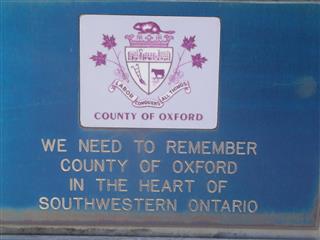 LABOR CONQUERS ALL THINGS
COUNTY OF OXFORD
WE NEED TO REMEMBER
COUNTY OF OXFORD
IN THE HEART OF
SOUTHWESTERN ONTARIO